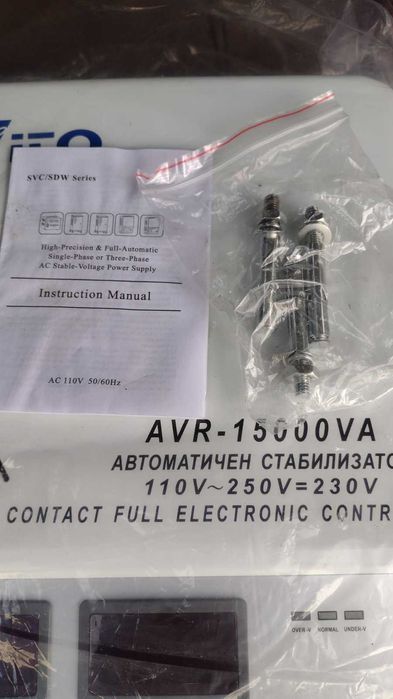 SVC/SDW Series
High-Precision & Full-Automatic
Single-Phase or Three-Phase
AC Stable-Voltage Power Supply
Instruction Manual
AC 110V 50/60Hz
AVR-15000VA
АВТОМАТИЧЕН СТАБИЛИЗАТО
110V~250V=230V
CONTACT FULL ELECTRONIC CONTR
OVER-V NORMAL UNDER-V